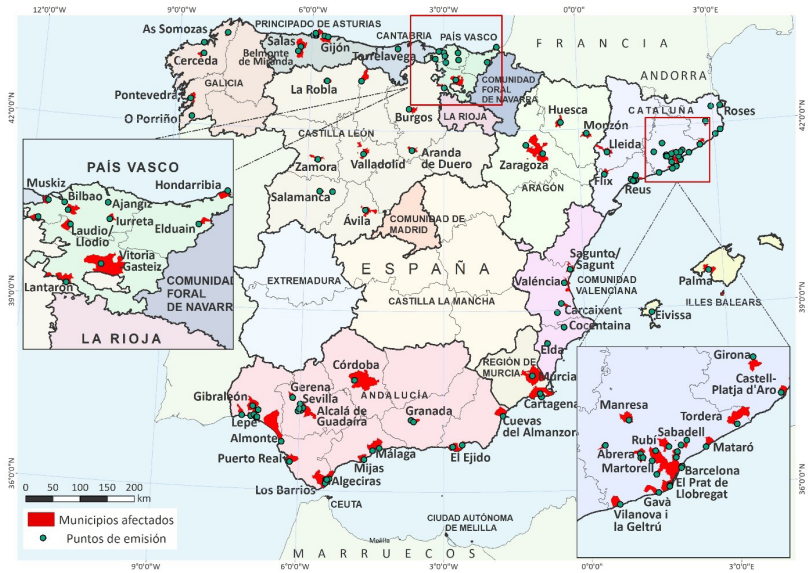 12°0'0"O
9°0'0"O
6°0'0"O
3°0'0"O
0°0'0"
3°0'0"E
As Somozas
PRINCIPADO DE ASTURIAS
CANTABRIA
PAÍS VASCO
F R A N C I A
Salas
Gijón
Belmonte
de Miranda
Torrelavega
Cerceda
GALICIA
La Robla
COMUNIDAD
FORAL
DE NAVARRA
ANDORRA
Pontevedra
O Porriño
42°0'0"N
Burgos
LA RIOJA
Huesca
Monzón
CATALUÑA
Roses
42°0'0"N
CASTILLA LEÓN
Zamora
Valladolid
Aranda
de Duero
Zaragoza
Lleida
ARAGÓN
Flix
Reus
Salamanca
Ávila
COMUNIDAD DE
MADRID
PAÍS VASCO
Muskiz
Bilbao
Hondarribia
Ajangiz
Iurreta
Elduain
Laudio/
Llodio
Vitoria
Gasteiz
Lantarón
COMUNIDAD
FORAL
DE NAVARR
LA RIOJA
39°0'0"N
E S P A Ñ A
EXTREMADURA
CASTILLA LA MANCHA
Sagunto/
Sagunt
Valéncia
COMUNIDAD
VALENCIANA
Carcaixent
Cocentaina
Elda
Palma
ILLES BALEARS
Eivissa
39°0'0"N
REGIÓN DE
MURCIA
Murcia
Cartagena
Córdoba
ANDALUCÍA
Gibraleón
Gerena
Sevilla
Lepe
Alcalá de
Guadaíra
Granada
Cuevas
del Almanzor
Almonte
Puerto Real
Málaga
Mijas
El Ejido
Los Barrios
Algeciras
36°0'0"N
Girona
Castell-
Platja d'Aro
Manresa
Tordera
Sabadell
Rubí
Abrera
Mataró
Martorell
Barcelona
El Prat de
Llobregat
Gavà
Vilanova i
la Geltrú
36°0'0"N
0 50 100 150 200
km
Municipios afectados
Puntos de emisión
CEUTA
CIUDAD AUTÓNOMA
DE MELILLA
Melilla
M A R R U E C O S
9°0'0"O
6°0'0"O
3°0'0"O
0°0'0"
3°0'0"E